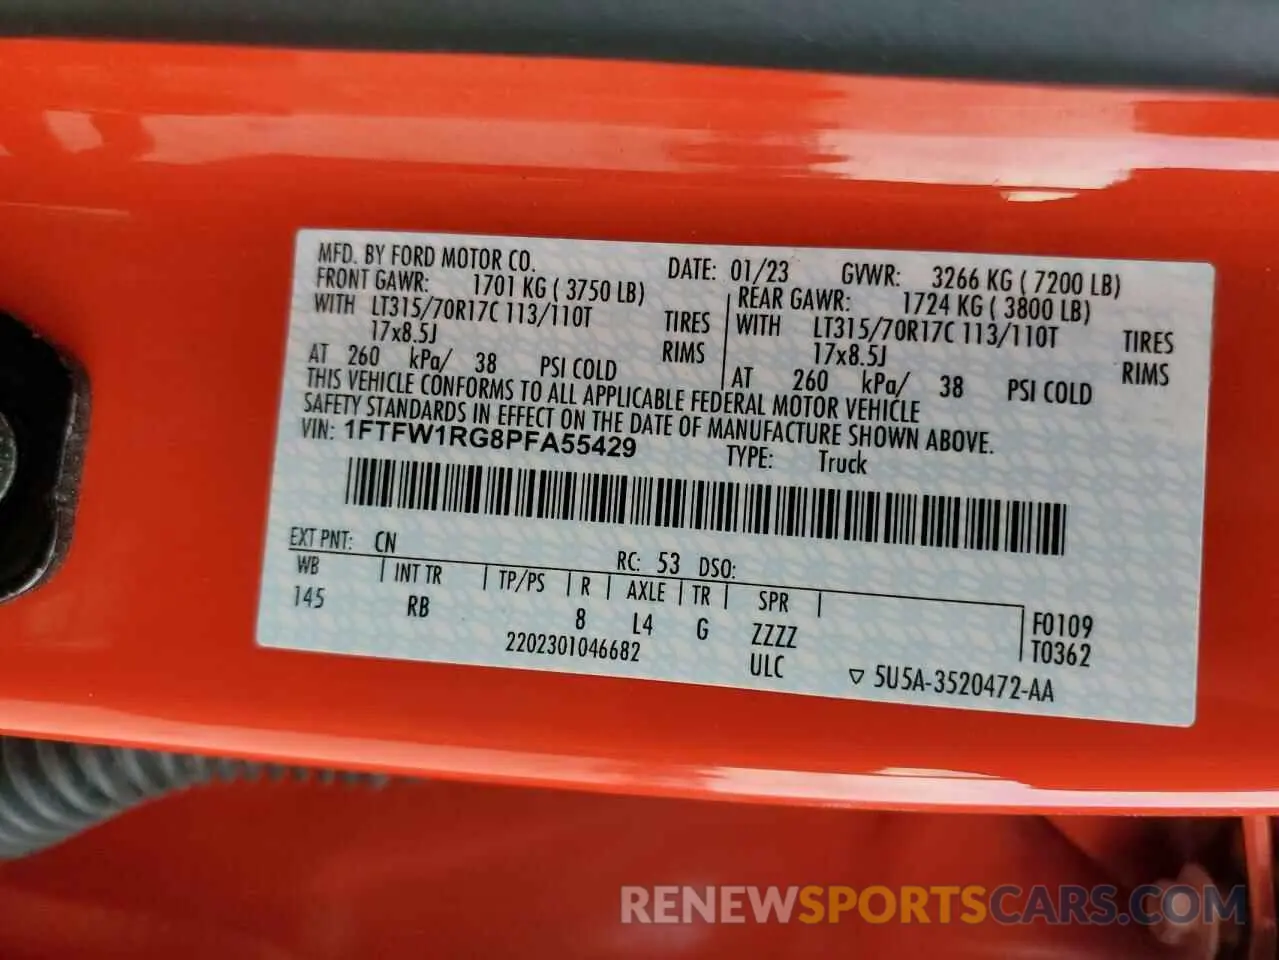 MFD. BY FORD MOTOR CO. DATE: 01/23 GVWR: 3266 KG ( 7200 LB)
FRONT GAWR: 1701 KG ( 3750 LB) REAR GAWR: 1724 KG ( 3800 LB)
WITH LT315/70R17C 113/110T TIRES WITH LT315/70R17C 113/110T TIRES
17x8.5J RIMS 17x8.5J RIMS
AT 260 kPa/ 38 PSI COLD AT 260 kPa/ 38 PSI COLD
THIS VEHICLE CONFORMS TO ALL APPLICABLE FEDERAL MOTOR VEHICLE
SAFETY STANDARDS IN EFFECT ON THE DATE OF MANUFACTURE SHOWN ABOVE.
VIN: 1FTFW1RG8PFA55429 TYPE: Truck
EXT PNT: CN RC: 53 DSO:
WB INT TR TP/PS R AXLE TR SPR
145 RB 8 L4 G ZZZZ F0109
2202301046682 ULC T0362
▽ 5U5A-3520472-AA
RENEWSPORTSCARS.COM